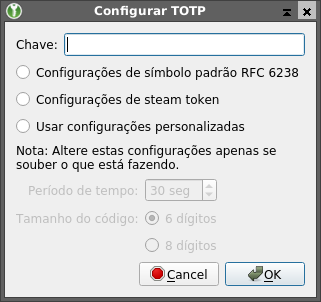 Configurar TOTP
Chave:
Configurações de símbolo padrão RFC 6238
Configurações de steam token
Usar configurações personalizadas
Nota: Altere estas configurações apenas se
souber o que está fazendo.
Período de tempo: 30 seg
Tamanho do código: 6 dígitos
8 dígitos
Cancel OK